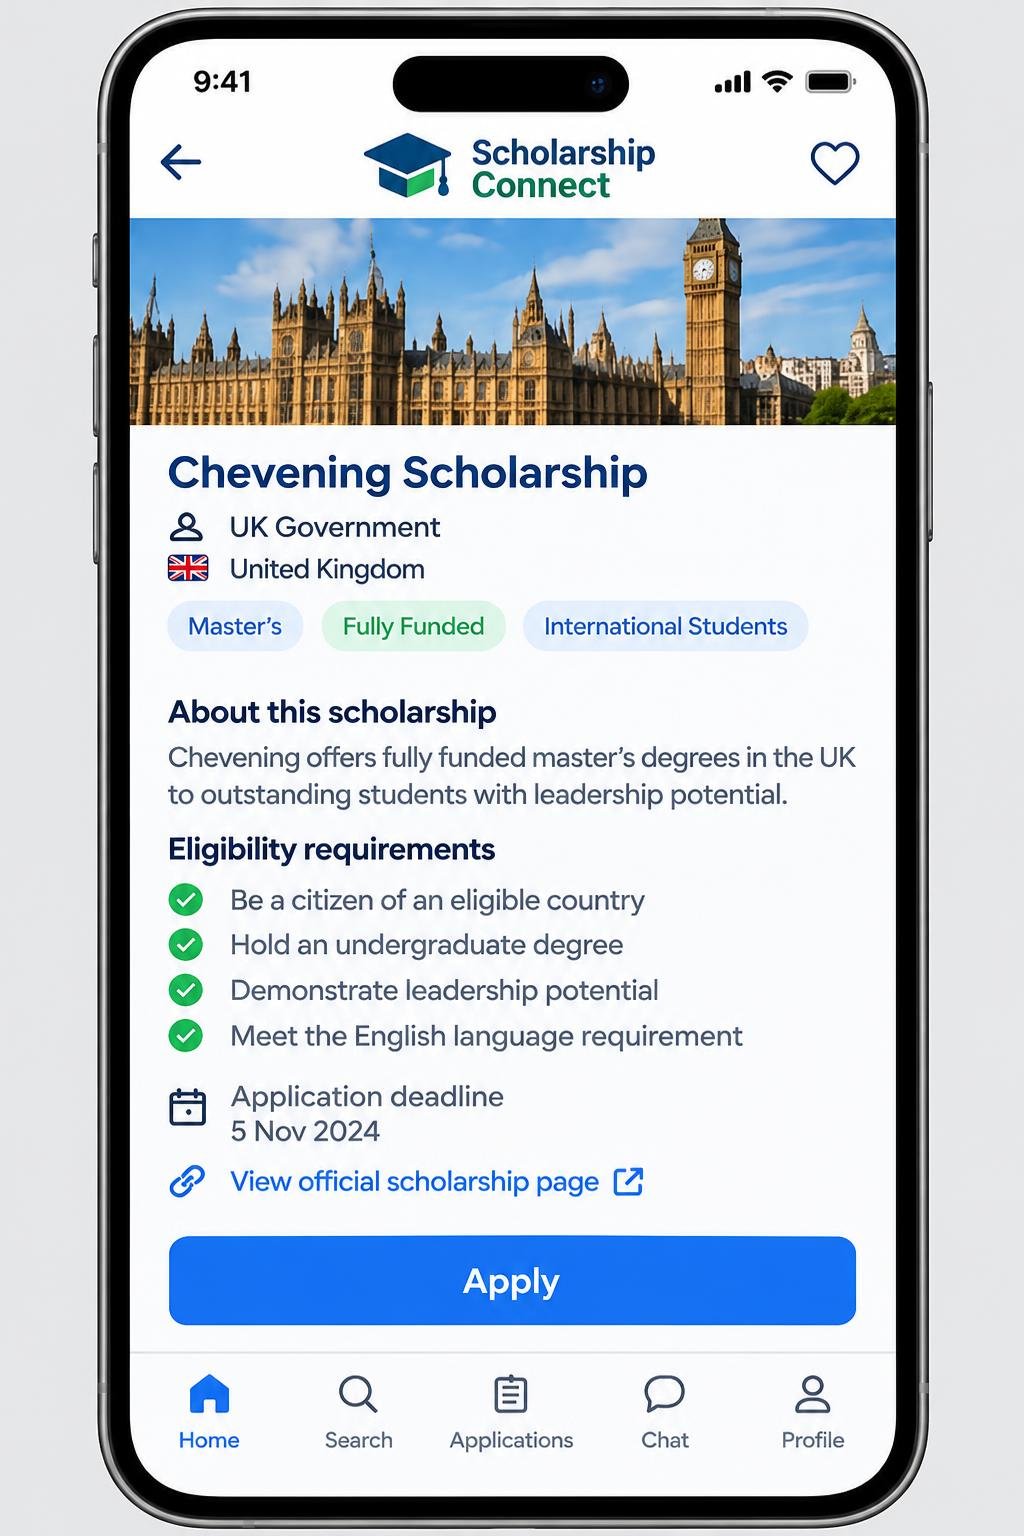 9:41
Scholarship
Connect
Chevening Scholarship
UK Government
United Kingdom
Master’s Fully Funded International Students
About this scholarship
Chevening offers fully funded master’s degrees in the UK
to outstanding students with leadership potential.
Eligibility requirements
Be a citizen of an eligible country
Hold an undergraduate degree
Demonstrate leadership potential
Meet the English language requirement
Application deadline
5 Nov 2024
View official scholarship page
Apply
Home Search Applications Chat Profile